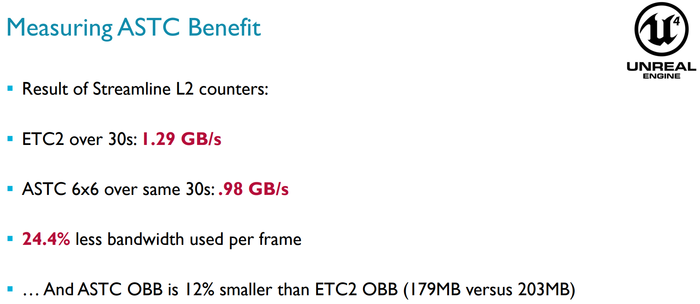 Measuring ASTC Benefit
4
UNREAL
ENGINE
Result of Streamline L2 counters:
ETC2 over 30s: 1.29 GB/s
ASTC 6x6 over same 30s: .98 GB/s
24.4% less bandwidth used per frame
… And ASTC OBB is 12% smaller than ETC2 OBB (179MB versus 203MB)